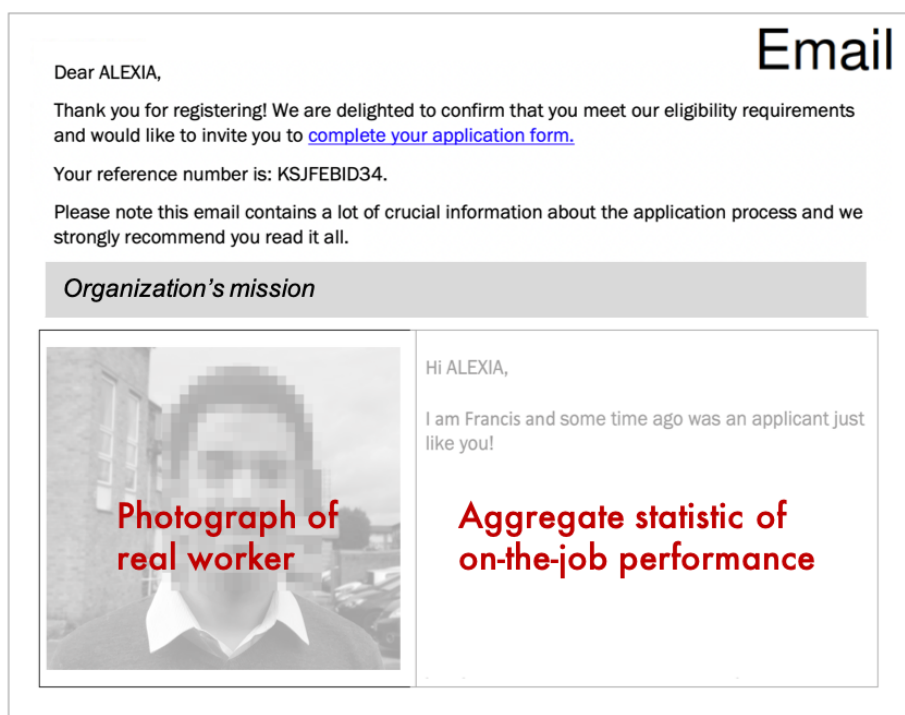 Email
Dear ALEXIA,
Thank you for registering! We are delighted to confirm that you meet our eligibility requirements
and would like to invite you to complete your application form.
Your reference number is: KSJFEBID34.
Please note this email contains a lot of crucial information about the application process and we
strongly recommend you read it all.
Organization's mission
Hi ALEXIA,
I am Francis and some time ago was an applicant just
like you!
Photograph of
real worker
Aggregate statistic of
on-the-job performance